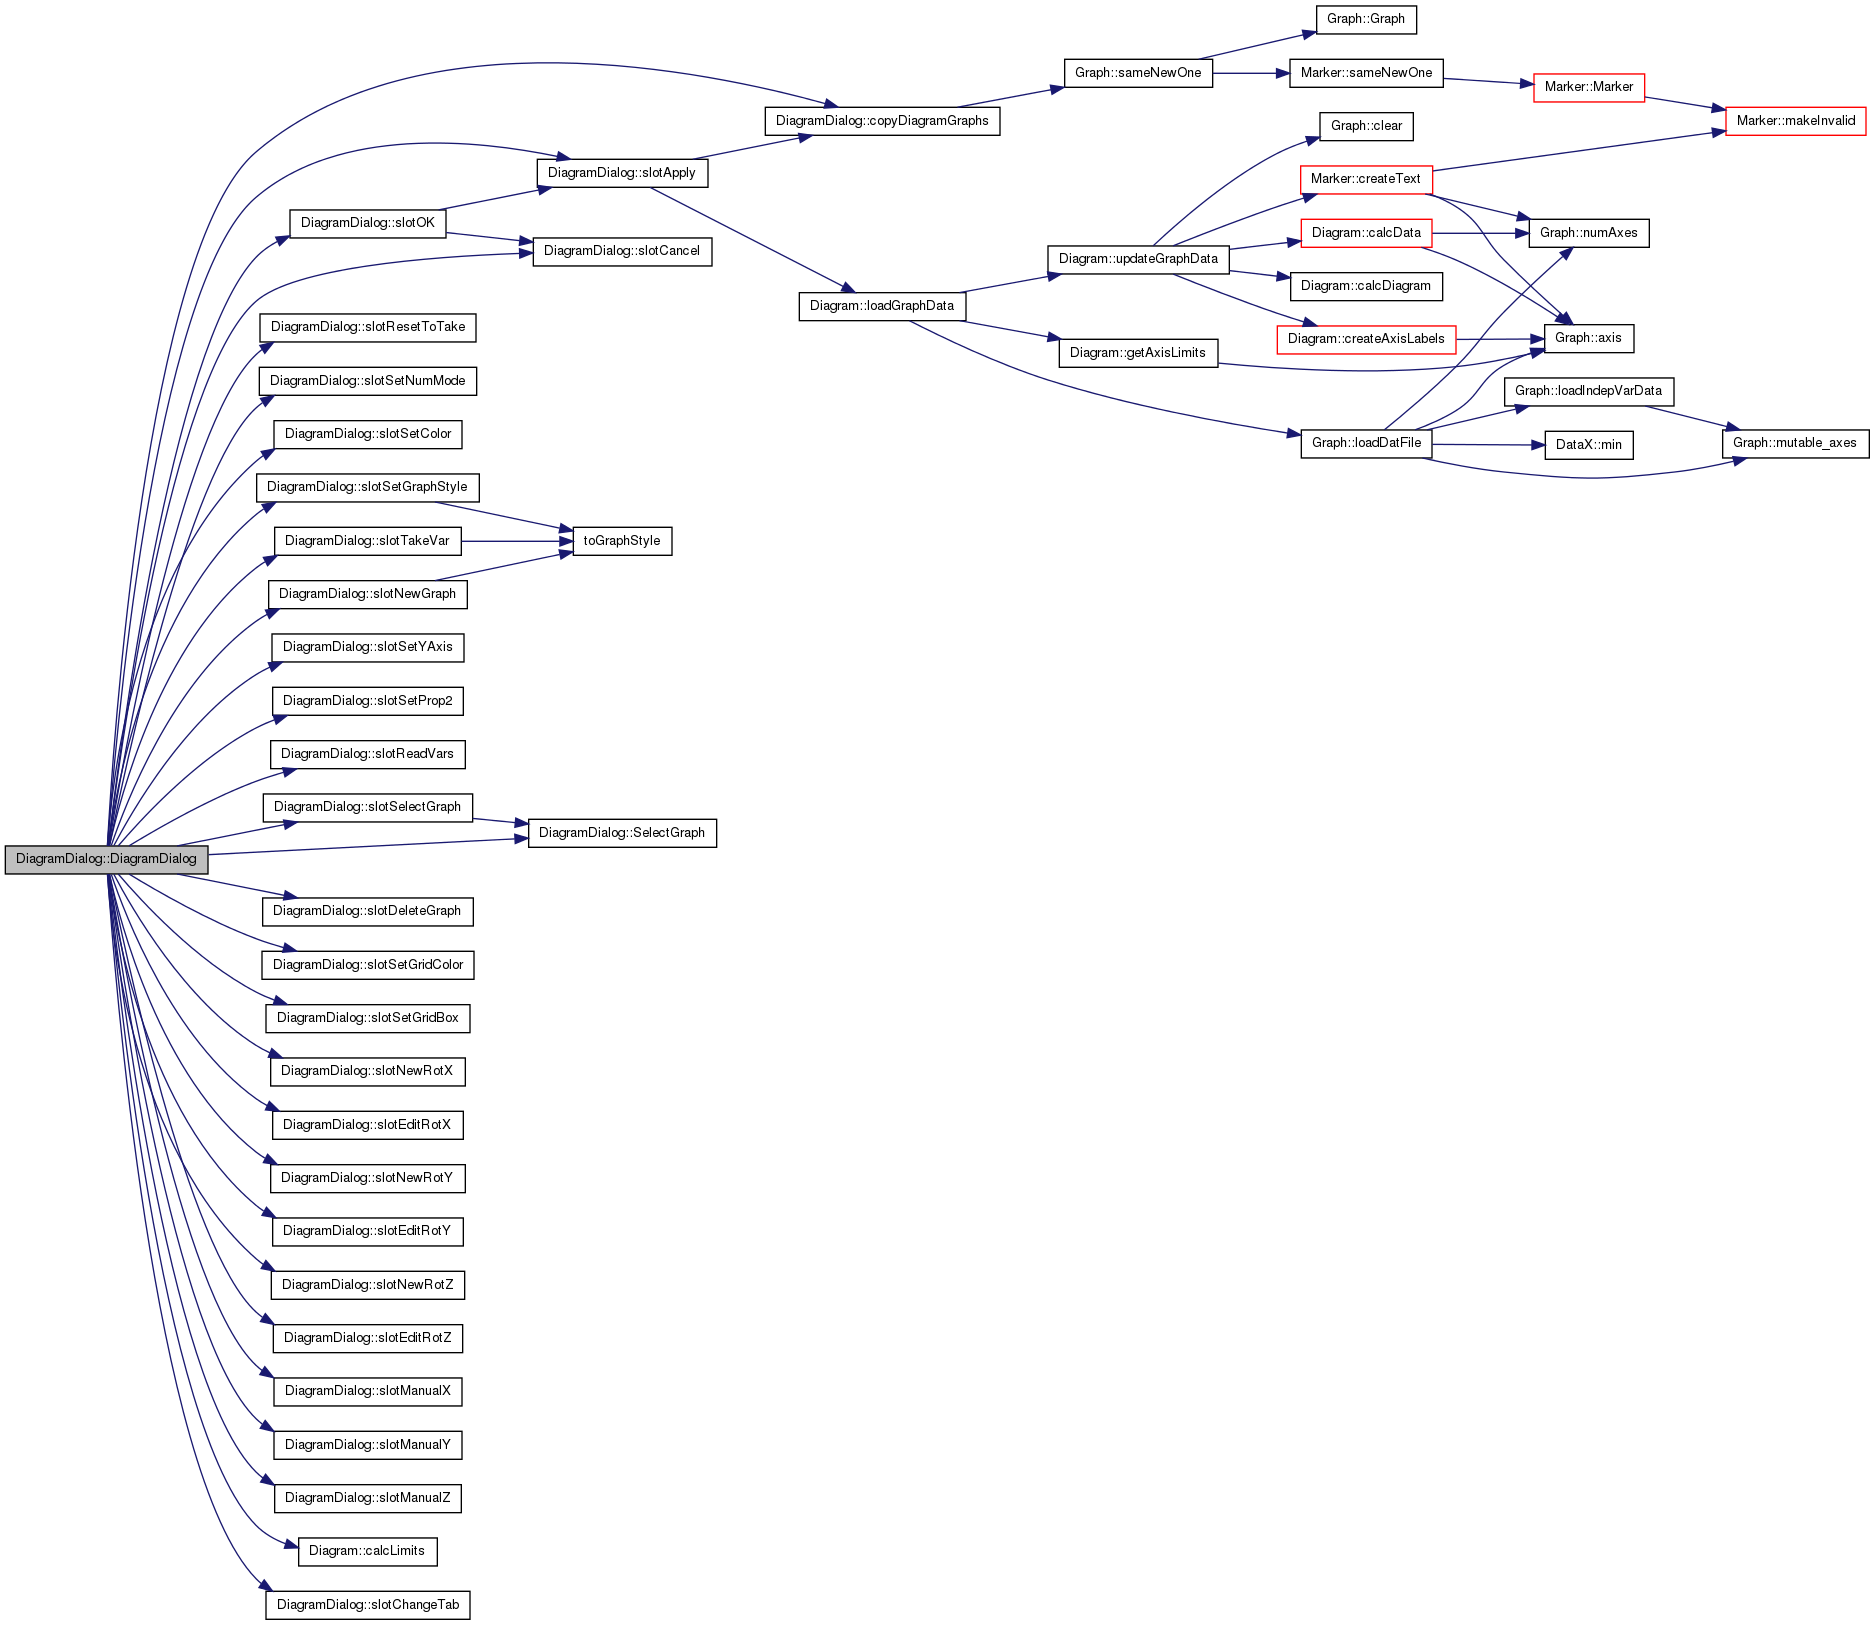 Graph::Graph
Graph::sameNewOne
Marker::sameNewOne
Marker::Marker
Marker::makeInvalid
DiagramDialog::copyDiagramGraphs
Graph::clear
DiagramDialog::slotApply
Marker::createText
DiagramDialog::slotOK
Diagram::calcData
Graph::numAxes
DiagramDialog::slotCancel
Diagram::updateGraphData
Diagram::calcDiagram
Diagram::loadGraphData
DiagramDialog::slotResetToTake
Diagram::createAxisLabels
Graph::axis
Diagram::getAxisLimits
DiagramDialog::slotSetNumMode
Graph::loadIndepVarData
DiagramDialog::slotSetColor
Graph::loadDatFile
DataX::min
Graph::mutable_axes
DiagramDialog::slotSetGraphStyle
DiagramDialog::slotTakeVar
toGraphStyle
DiagramDialog::slotNewGraph
DiagramDialog::slotSetYAxis
DiagramDialog::slotSetProp2
DiagramDialog::slotReadVars
DiagramDialog::slotSelectGraph
DiagramDialog::SelectGraph
DiagramDialog::DiagramDialog
DiagramDialog::slotDeleteGraph
DiagramDialog::slotSetGridColor
DiagramDialog::slotSetGridBox
DiagramDialog::slotNewRotX
DiagramDialog::slotEditRotX
DiagramDialog::slotNewRotY
DiagramDialog::slotEditRotY
DiagramDialog::slotNewRotZ
DiagramDialog::slotEditRotZ
DiagramDialog::slotManualX
DiagramDialog::slotManualY
DiagramDialog::slotManualZ
Diagram::calcLimits
DiagramDialog::slotChangeTab